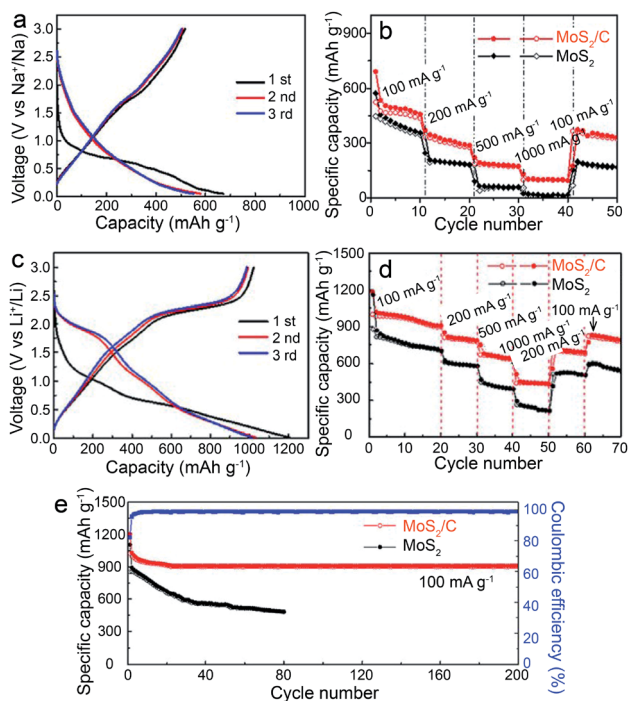 a
Voltage (V vs Na⁺/Na)
3.0
2.5
2.0
1.5
1.0
0.5
0.0
1 st
2 nd
3 rd
0 200 400 600 800 1000
Capacity (mAh g⁻¹)
b
Specific capacity (mAh g⁻¹)
900
600
300
0
MoS₂/C
MoS₂
100 mA g⁻¹
200 mA g⁻¹
500 mA g⁻¹
1000 mA g⁻¹
100 mA g⁻¹
0 10 20 30 40 50
Cycle number
c
Voltage (V vs Li⁺/Li)
3.0
2.5
2.0
1.5
1.0
0.5
0.0
1 st
2 nd
3 rd
0 200 400 600 800 1000 1200
Capacity (mAh g⁻¹)
d
Specific capacity (mAh g⁻¹)
1500
1200
900
600
300
0
MoS₂/C
MoS₂
100 mA g⁻¹
200 mA g⁻¹
500 mA g⁻¹
1000 mA g⁻¹
200 mA g⁻¹
100 mA g⁻¹
0 10 20 30 40 50 60 70
Cycle number
e
Specific capacity (mAh g⁻¹)
1500
1200
900
600
300
0
MoS₂/C
MoS₂
100 mA g⁻¹
100
80
60
40
20
0
Coulombic efficiency (%)
0 40 80 120 160 200
Cycle number